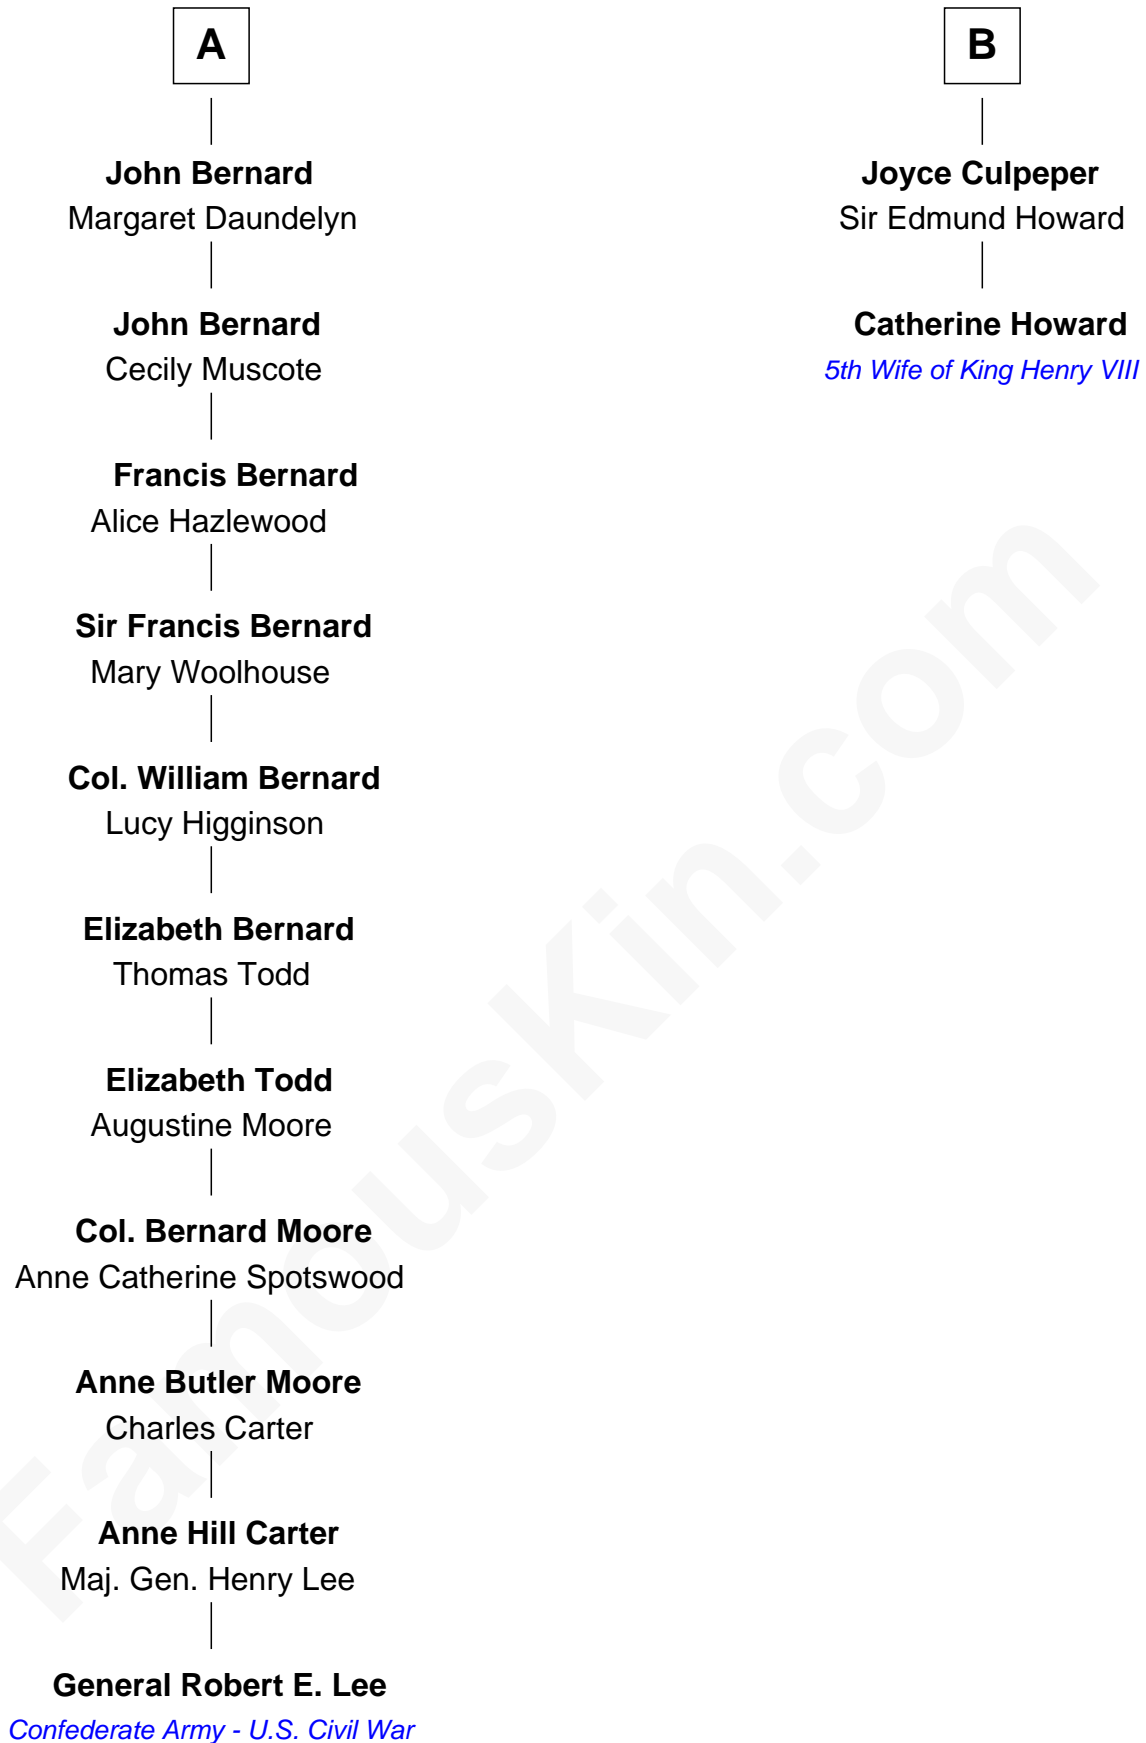 A
John Bernard
Margaret Daundelyn
John Bernard
Cecily Muscote
Francis Bernard
Alice Hazlewood
Sir Francis Bernard
Mary Woolhouse
Col. William Bernard
Lucy Higginson
Elizabeth Bernard
Thomas Todd
Elizabeth Todd
Augustine Moore
Col. Bernard Moore
Anne Catherine Spotswood
Anne Butler Moore
Charles Carter
Anne Hill Carter
Maj. Gen. Henry Lee
General Robert E. Lee
Confederate Army - U.S. Civil War
B
Joyce Culpeper
Sir Edmund Howard
Catherine Howard
5th Wife of King Henry VIII
FamousKin.com